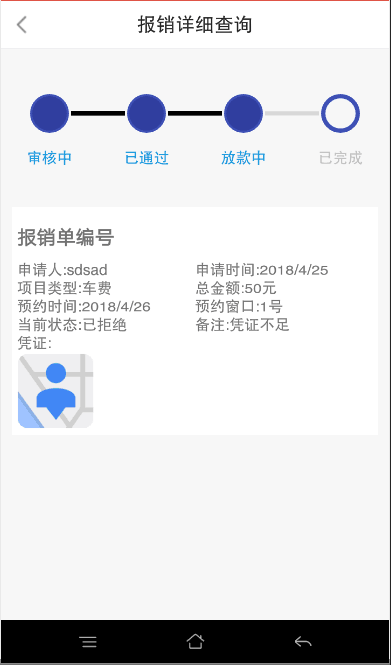 报销详细查询
审核中 已通过 放款中 已完成
报销单编号
申请人:sdsad 申请时间:2018/4/25
项目类型:车费 总金额:50元
预约时间:2018/4/26 预约窗口:1号
当前状态:已拒绝 备注:凭证不足
凭证: